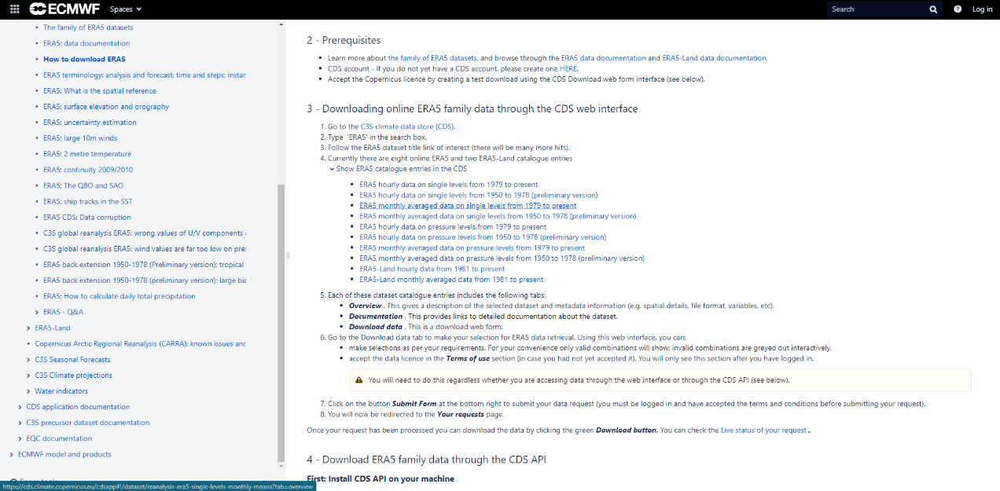 ECMWF Spaces Search Log in
The family of ERA5 datasets
ERA5: data documentation
How to download ERA5
ERA5 terminology: analysis and forecast; time and steps; instan
ERA5: What is the spatial reference
ERA5: surface elevation and orography
ERA5: uncertainty estimation
ERA5: large 10m winds
ERA5: 2 metre temperature
ERA5: continuity 2009/2010
ERA5: The QBO and SAO
ERA5: ship tracks in the SST
ERA5 CDS: Data corruption
C3S global reanalysis ERA5: wrong values of U/V components
C3S global reanalysis ERA5: wind values are far too low on pres
ERA5 back extension 1950-1978 (Preliminary version): tropical
ERA5 back extension 1950-1978 (preliminary version): large bia
ERA5: How to calculate daily total precipitation
ERA5 - Q&A
ERA5-Land
Copernicus Arctic Regional Reanalysis (CARRA): known issues and
C3S Seasonal Forecasts
C3S Climate projections
Water indicators
CDS application documentation
C3S precursor dataset documentation
EQC documentation
ECMWF model and products
https://cds.climate.copernicus.eu/cdsapp#!/dataset/reanalysis-era5-single-levels-monthly-means?tab=overview
2 - Prerequisites
• Learn more about the family of ERA5 datasets, and browse through the ERA5 data documentation and ERA5-Land data documentation.
• CDS account - If you do not yet have a CDS account, please create one HERE.
• Accept the Copernicus licence by creating a test download using the CDS Download web form interface (see below).
3 - Downloading online ERA5 family data through the CDS web interface
1. Go to the C3S climate data store (CDS).
2. Type 'ERA5' in the search box.
3. Follow the ERA5 dataset title link of interest (there will be many more hits).
4. Currently there are eight online ERA5 and two ERA5-Land catalogue entries
Show ERA5 catalogue entries in the CDS
• ERA5 hourly data on single levels from 1979 to present
• ERA5 hourly data on single levels from 1950 to 1978 (preliminary version)
• ERA5 monthly averaged data on single levels from 1979 to present
• ERA5 monthly averaged data on single levels from 1950 to 1978 (preliminary version)
• ERA5 hourly data on pressure levels from 1979 to present
• ERA5 hourly data on pressure levels from 1950 to 1978 (preliminary version)
• ERA5 monthly averaged data on pressure levels from 1979 to present
• ERA5 monthly averaged data on pressure levels from 1950 to 1978 (preliminary version)
• ERA5-Land hourly data from 1981 to present
• ERA5-Land monthly averaged data from 1981 to present
5. Each of these dataset catalogue entries includes the following tabs:
• Overview . This gives a description of the selected dataset and metadata information (e.g. spatial details, file format, variables, etc).
• Documentation . This provides links to detailed documentation about the dataset.
• Download data . This is a download web form.
6. Go to the Download data tab to make your selection for ERA5 data retrieval. Using this web interface, you can:
• make selections as per your requirements. For your convenience only valid combinations will show; invalid combinations are greyed out interactively.
• accept the data licence in the Terms of use section (in case you had not yet accepted it). You will only see this section after you have logged in.
You will need to do this regardless whether you are accessing data through the web interface or through the CDS API (see below).
7. Click on the button Submit Form at the bottom right to submit your data request (you must be logged in and have accepted the terms and conditions before submitting your request).
8. You will now be redirected to the Your requests page.
Once your request has been processed you can download the data by clicking the green Download button. You can check the Live status of your request .
4 - Download ERA5 family data through the CDS API
First: Install CDS API on your machine